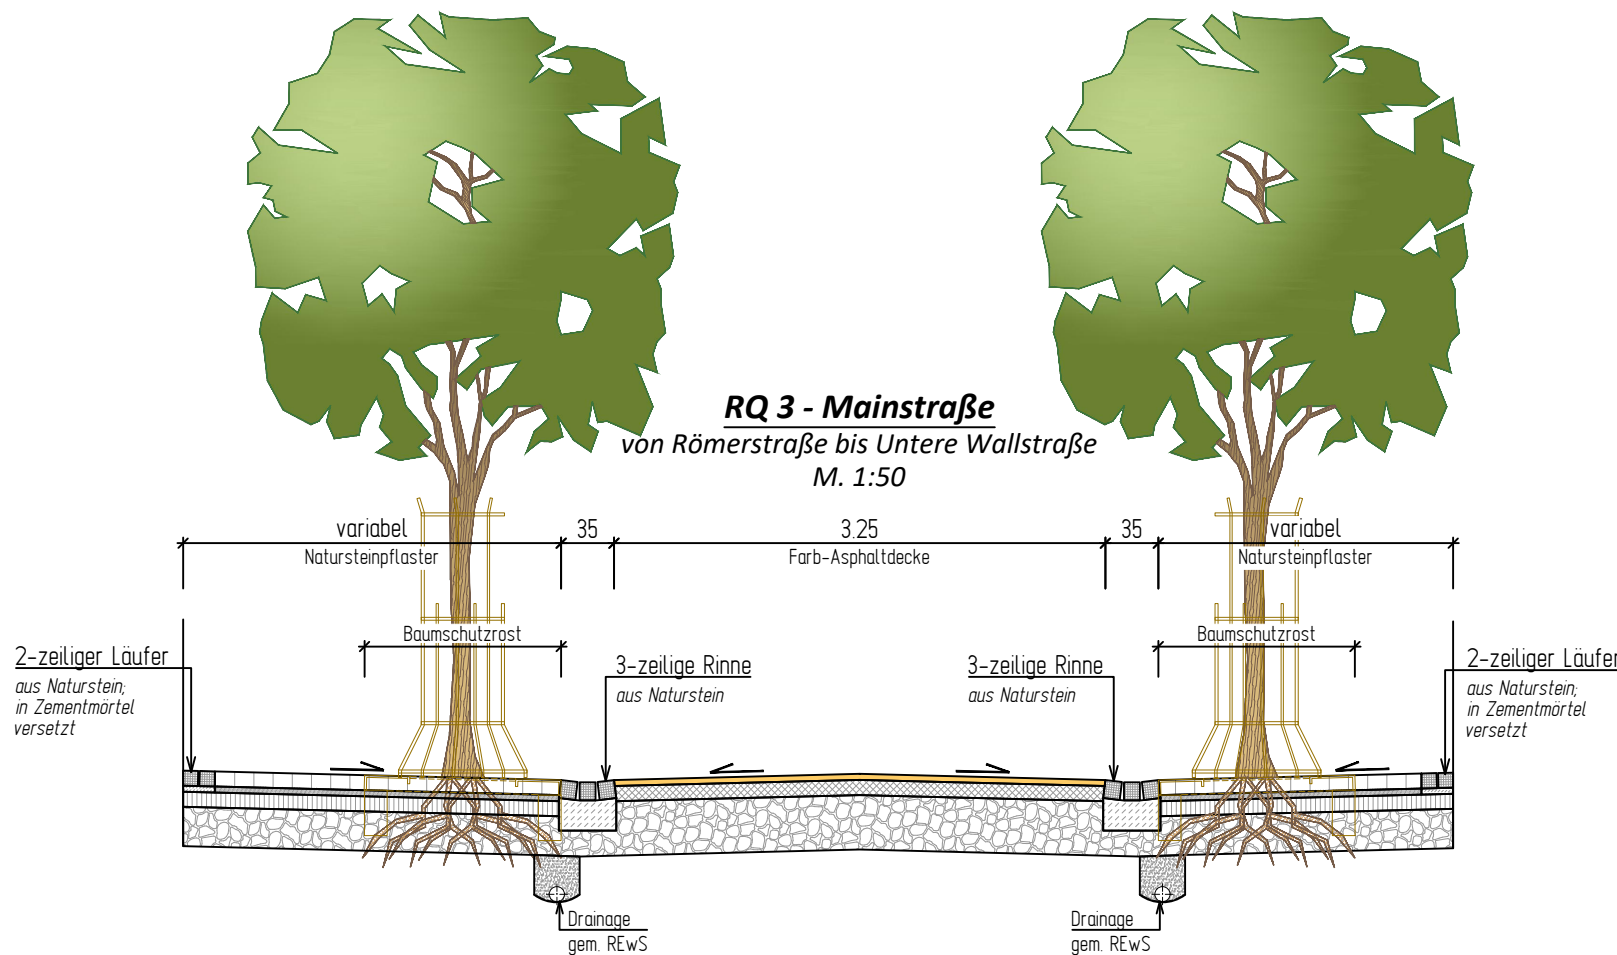 RQ 3 - Mainstraße
von Römerstraße bis Untere Wallstraße
M. 1:50
variabel
35
3.25
35
variabel
Natursteinpflaster
Farb-Asphaltdecke
Natursteinpflaster
Baumschutzrost
Baumschutzrost
2-zeiliger Läufer
aus Naturstein;
in Zementmörtel
versetzt
3-zeilige Rinne
aus Naturstein
3-zeilige Rinne
aus Naturstein
2-zeiliger Läufer
aus Naturstein;
in Zementmörtel
versetzt
Drainage
gem. REwS
Drainage
gem. REwS